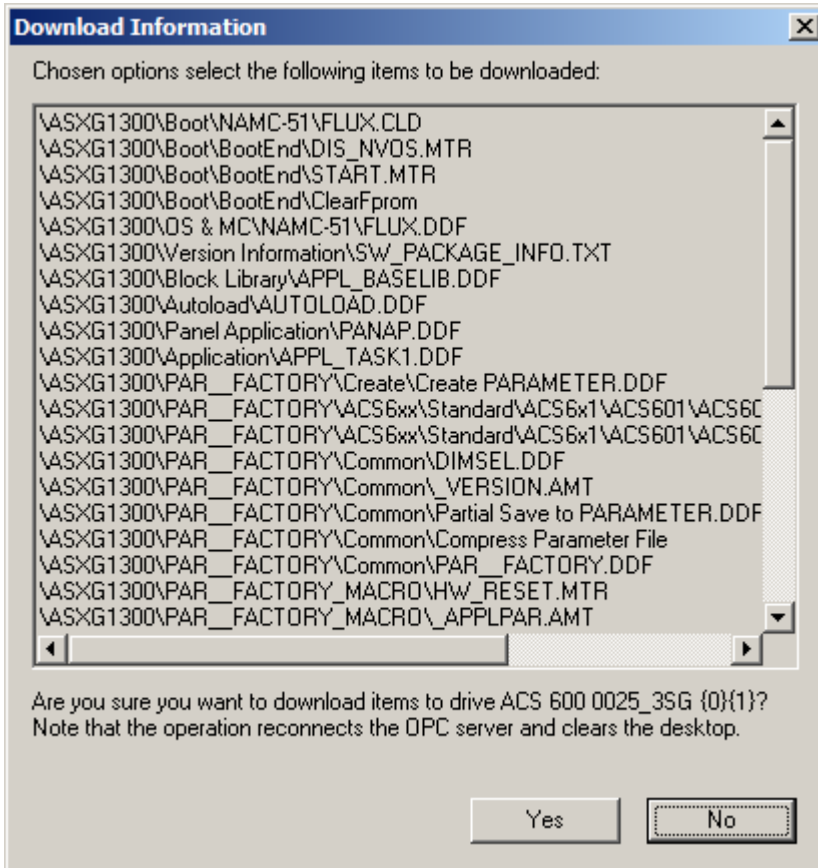 Download Information
Chosen options select the following items to be downloaded:
\ASXG1300\Boot\NAMC-51\FLUX.CLD
\ASXG1300\Boot\BootEnd\DIS_NVOS.MTR
\ASXG1300\Boot\BootEnd\START.MTR
\ASXG1300\Boot\BootEnd\ClearFprom
\ASXG1300\OS & MC\NAMC-51\FLUX.DDF
\ASXG1300\Version Information\SW_PACKAGE_INFO.TXT
\ASXG1300\Block Library\APPL_BASELIB.DDF
\ASXG1300\Autoload\AUTOLOAD.DDF
\ASXG1300\Panel Application\PANAP.DDF
\ASXG1300\Application\APPL_TASK1.DDF
\ASXG1300\PAR__FACTORY\Create\Create PARAMETER.DDF
\ASXG1300\PAR__FACTORY\ACS6xx\Standard\ACS6x1\ACS601\ACS60
\ASXG1300\PAR__FACTORY\ACS6xx\Standard\ACS6x1\ACS601\ACS60
\ASXG1300\PAR__FACTORY\Common\DIMSEL.DDF
\ASXG1300\PAR__FACTORY\Common\_VERSION.AMT
\ASXG1300\PAR__FACTORY\Common\Partial Save to PARAMETER.DDF
\ASXG1300\PAR__FACTORY\Common\Compress Parameter File
\ASXG1300\PAR__FACTORY\Common\PAR__FACTORY.DDF
\ASXG1300\PAR__FACTORY_MACRO\HW_RESET.MTR
\ASXG1300\PAR__FACTORY_MACRO\_APPLPAR.AMT
Are you sure you want to download items to drive ACS 600 0025_3SG {0}{1}?
Note that the operation reconnects the OPC server and clears the desktop.
Yes
No